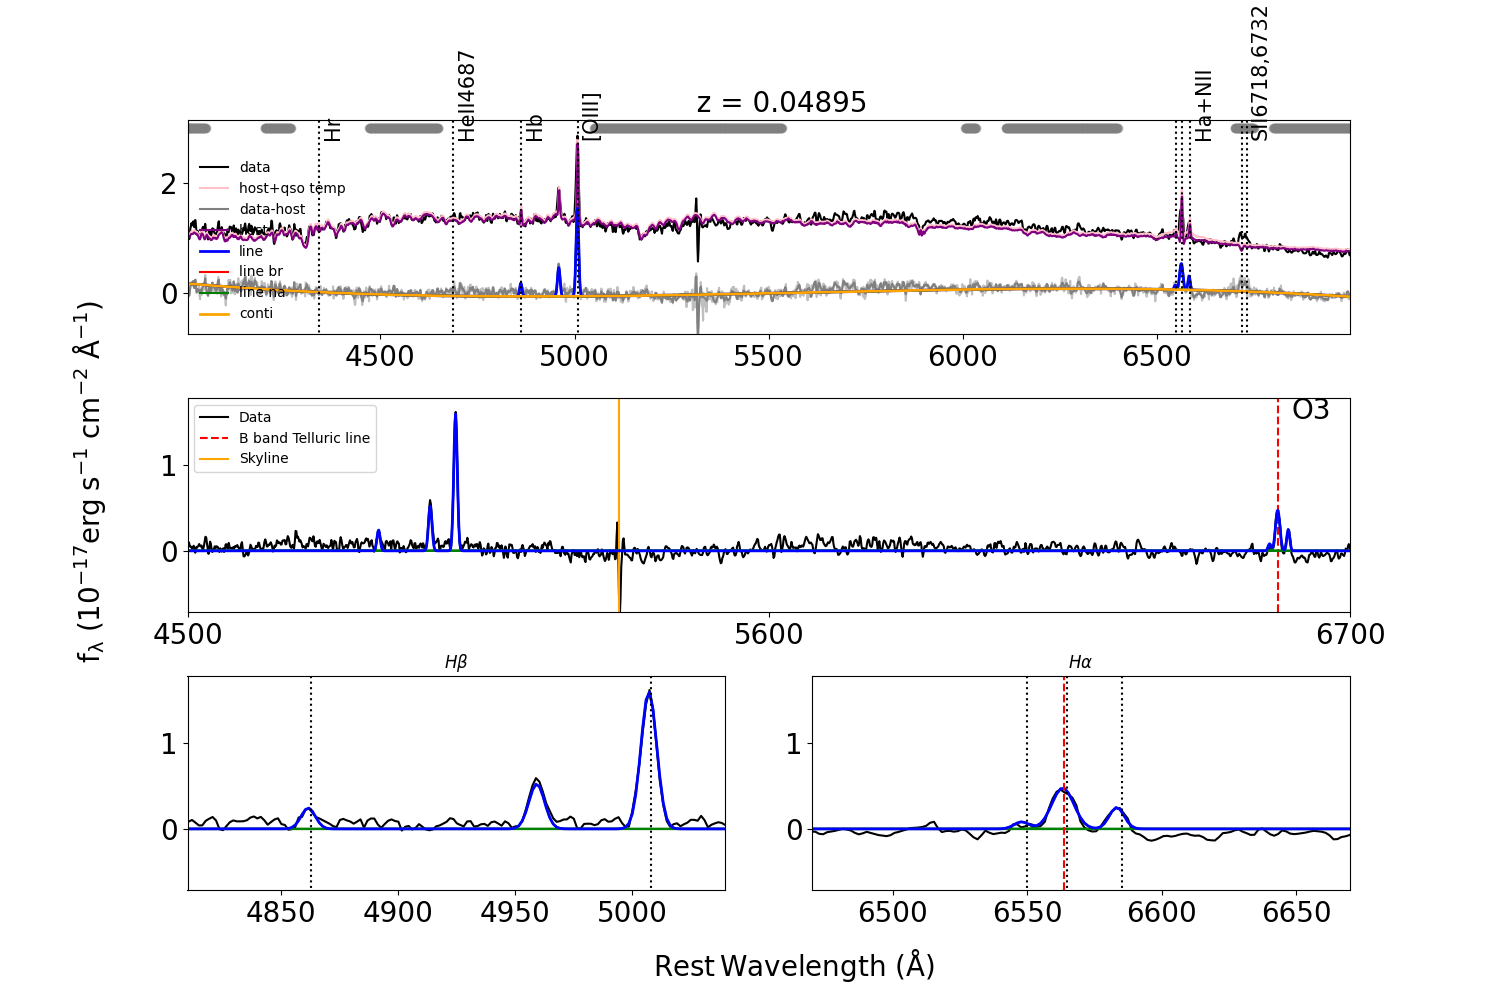 z = 0.04895
Hr
HeII4687
Hb
[OIII]
Ha+NII
SII6718,6732
data
host+qso temp
data-host
line
line br
line na
conti
2
0
4500
5000
5500
6000
6500
Data
B band Telluric line
Skyline
O3
1
0
4500
5600
6700
fλ (10⁻¹⁷erg s⁻¹ cm⁻² Å⁻¹)
Hβ
1
0
4850
4900
4950
5000
Hα
1
0
6500
6550
6600
6650
Rest Wavelength (Å)